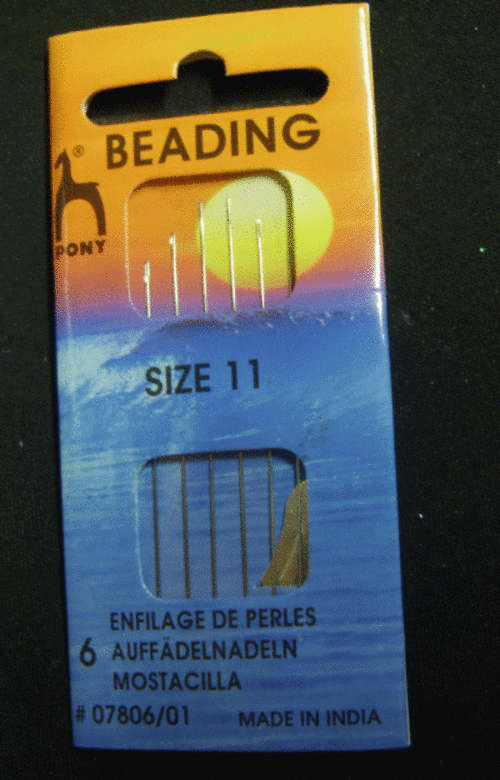 BEADING
®
PONY
SIZE 11
ENFILAGE DE PERLES
6 AUFFÄDELNADELN
MOSTACILLA
# 07806/01 MADE IN INDIA